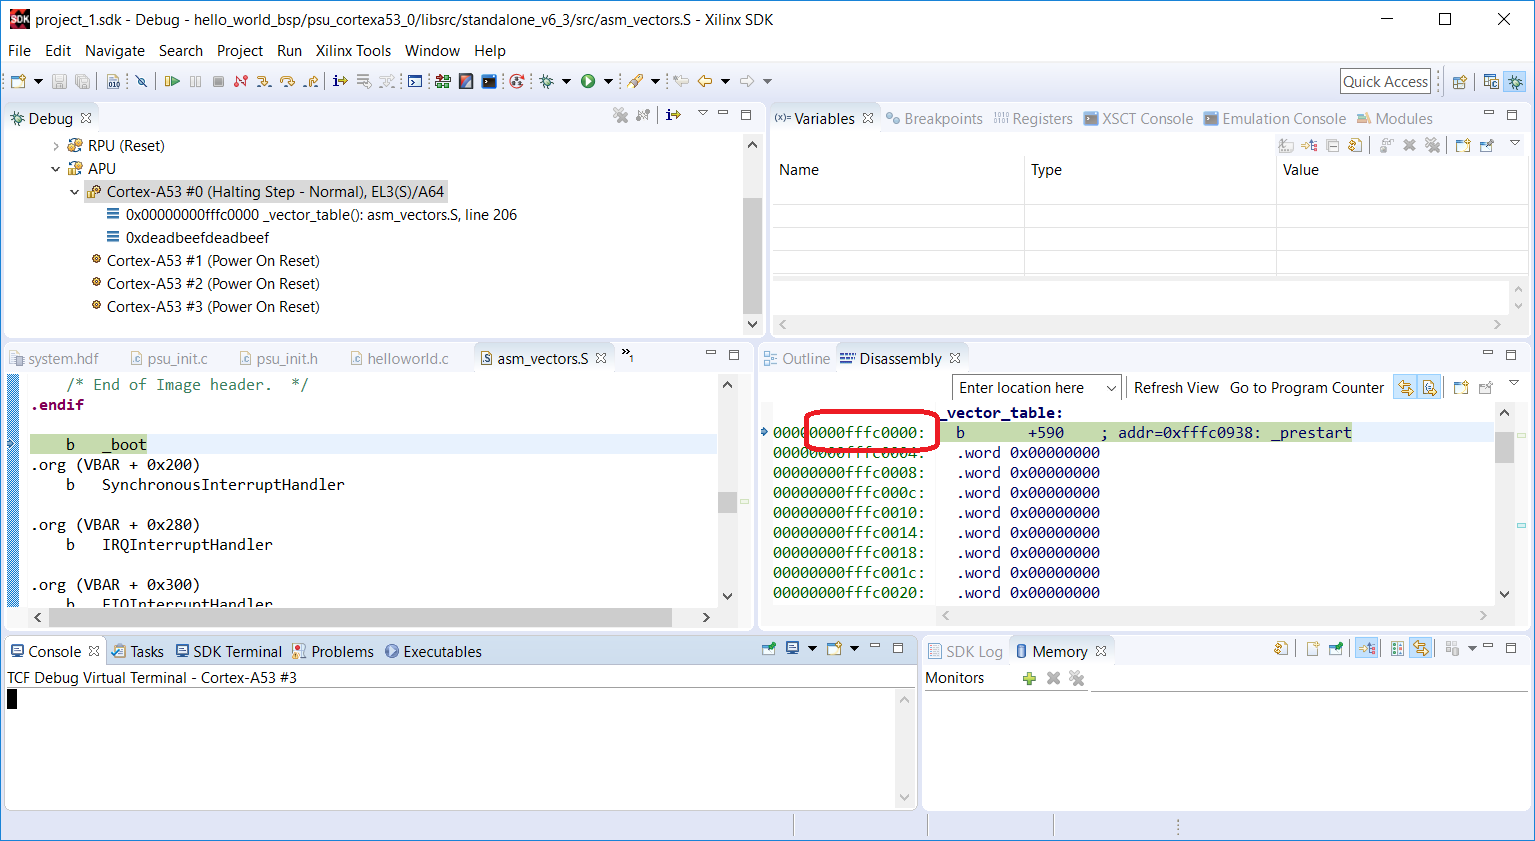 project_1.sdk - Debug - hello_world_bsp/psu_cortexa53_0/libsrc/standalone_v6_3/src/asm_vectors.S - Xilinx SDK
File Edit Navigate Search Project Run Xilinx Tools Window Help
Quick Access
Debug
RPU (Reset)
APU
Cortex-A53 #0 (Halting Step - Normal), EL3(S)/A64
0x00000000fffc0000 _vector_table(): asm_vectors.S, line 206
0xdeadbeefdeadbeef
Cortex-A53 #1 (Power On Reset)
Cortex-A53 #2 (Power On Reset)
Cortex-A53 #3 (Power On Reset)
(x)= Variables Breakpoints Registers XSCT Console Emulation Console Modules
Name Type Value
system.hdf psu_init.c psu_init.h helloworld.c asm_vectors.S »1
/* End of Image header.  */
.endif
b   _boot
.org (VBAR + 0x200)
b   SynchronousInterruptHandler
.org (VBAR + 0x280)
b   IRQInterruptHandler
.org (VBAR + 0x300)
b   FIQInterruptHandler
Outline Disassembly
Enter location here Refresh View Go to Program Counter
_vector_table:
00000000fffc0000: b +590 ; addr=0xfffc0938: _prestart
00000000fffc0004: .word 0x00000000
00000000fffc0008: .word 0x00000000
00000000fffc000c: .word 0x00000000
00000000fffc0010: .word 0x00000000
00000000fffc0014: .word 0x00000000
00000000fffc0018: .word 0x00000000
00000000fffc001c: .word 0x00000000
00000000fffc0020: .word 0x00000000
Console Tasks SDK Terminal Problems Executables
TCF Debug Virtual Terminal - Cortex-A53 #3
SDK Log Memory
Monitors